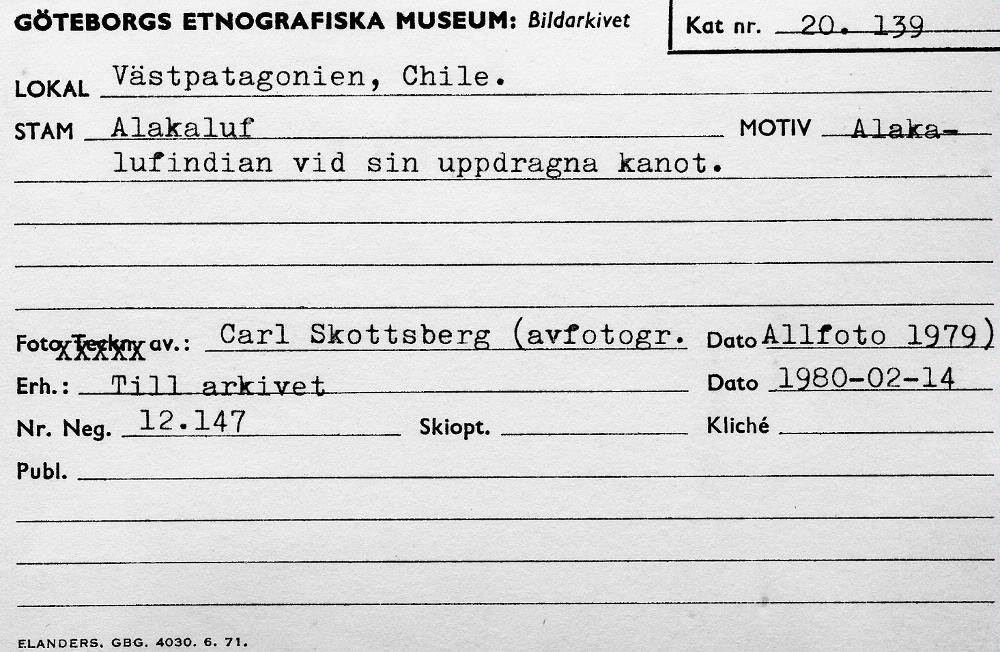 GÖTEBORGS ETNOGRAFISKA MUSEUM: Bildarkivet Kat nr. 20. 139
LOKAL Västpatagonien, Chile.
STAM Alakaluf MOTIV Alaka-
lufindian vid sin uppdragna kanot.
Foto, Teckn. av.: Carl Skottsberg (avfotogr. Dato Allfoto 1979)
Erh.: Till arkivet Dato 1980-02-14
Nr. Neg. 12.147 Skiopt. Kliché
Publ.
ELANDERS, GBG. 4030. 6. 71.